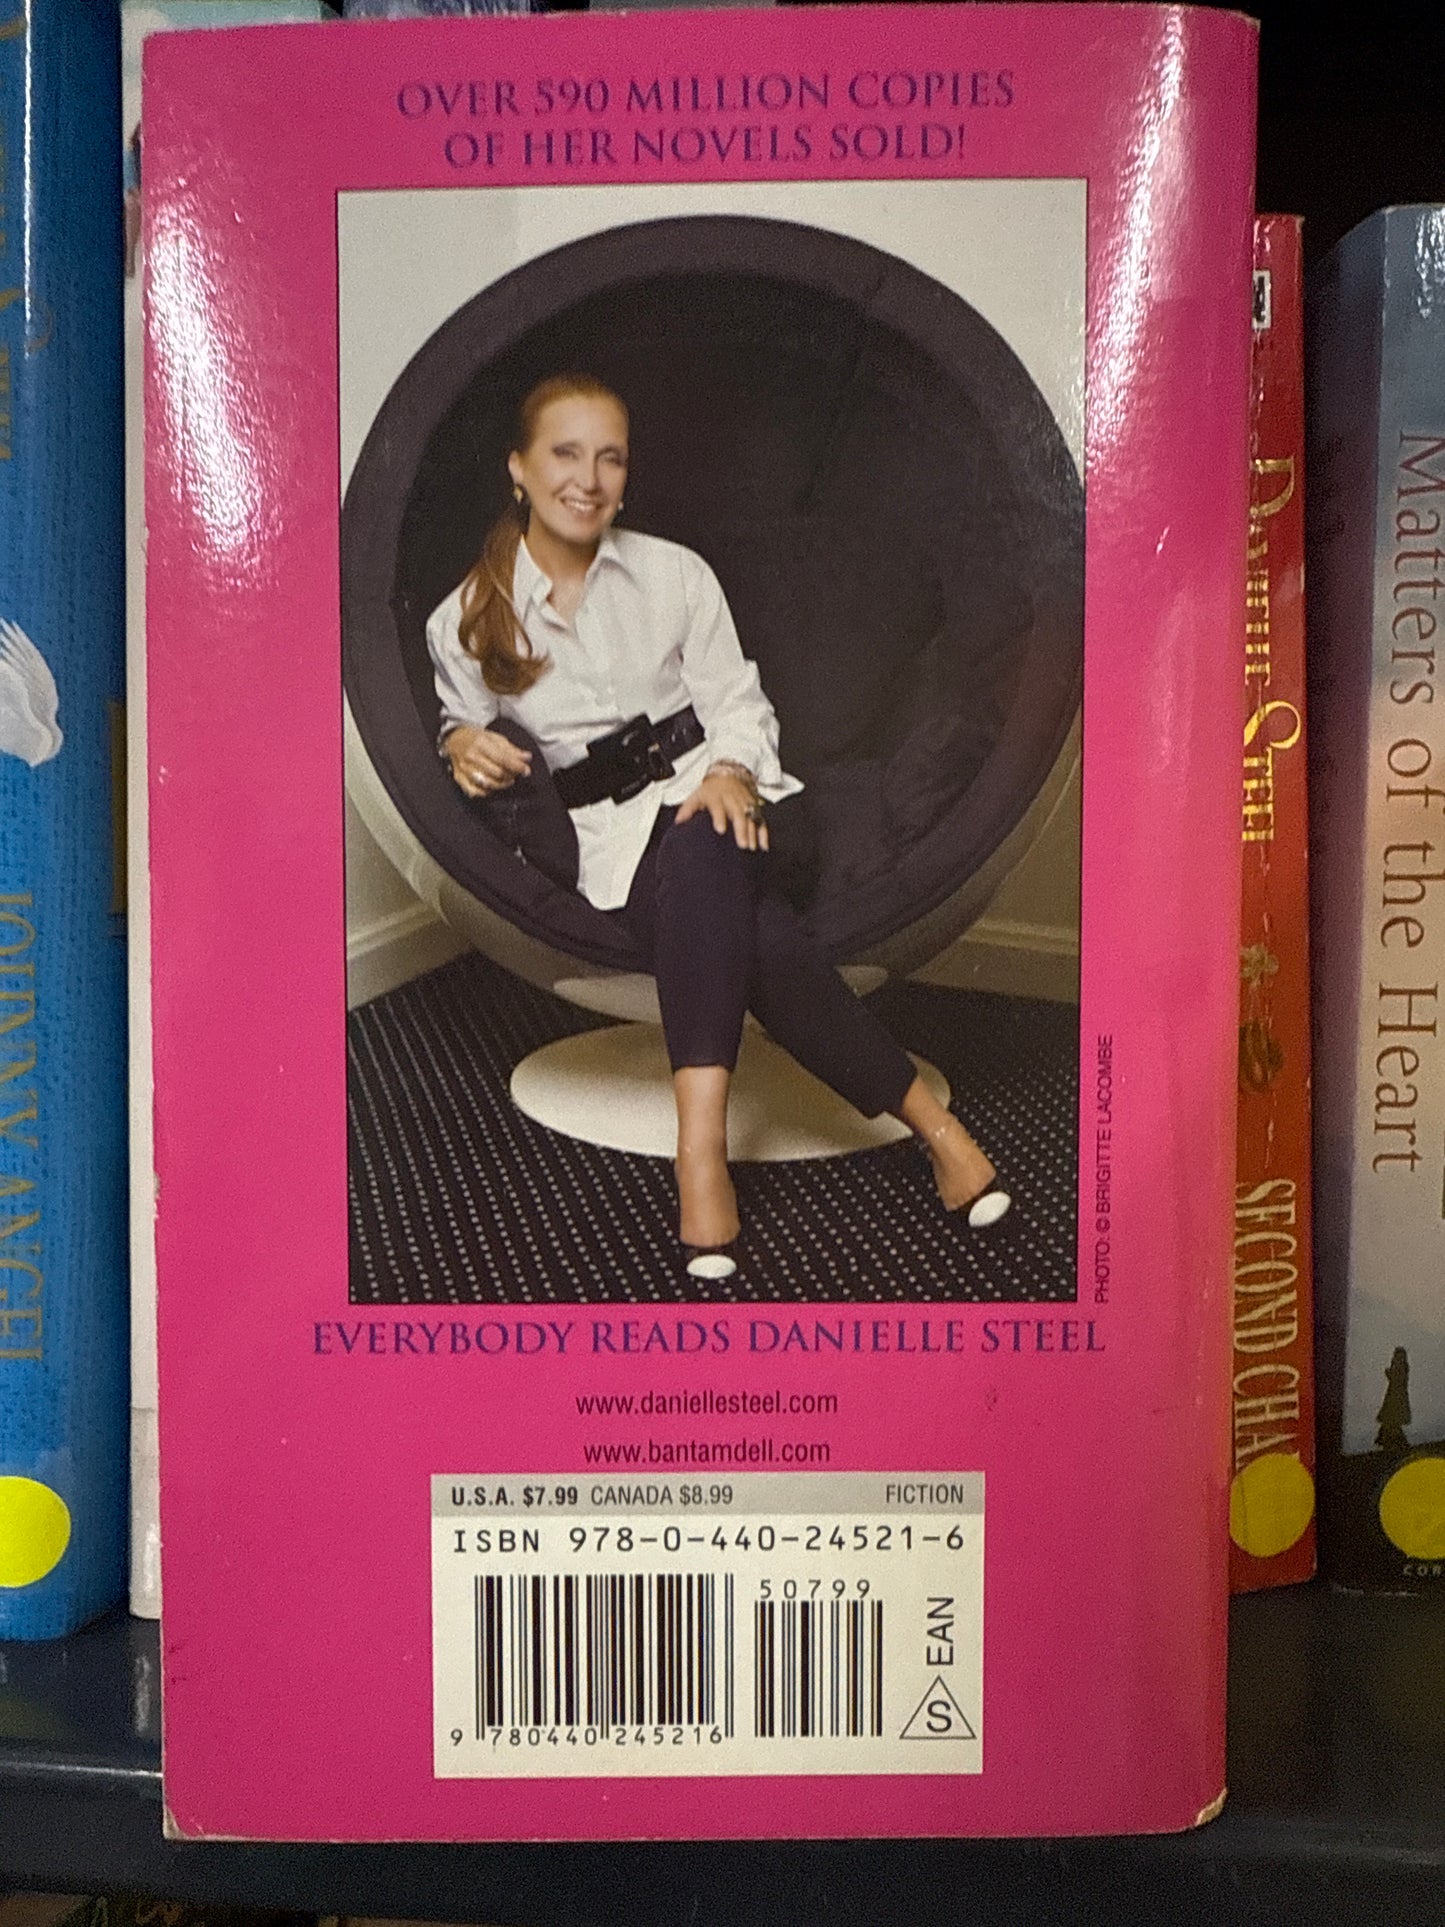 OVER 590 MILLION COPIES
OF HER NOVELS SOLD!
PHOTO: © BRIGITTE LACOMBE
EVERYBODY READS DANIELLE STEEL
www.daniellesteel.com
www.bantamdell.com
U.S.A. $7.99 CANADA $8.99 FICTION
ISBN 978-0-440-24521-6
50799
EAN
S
9 780440 245216
DANIELLE STEEL
SECOND CHAN
Matters of the Heart